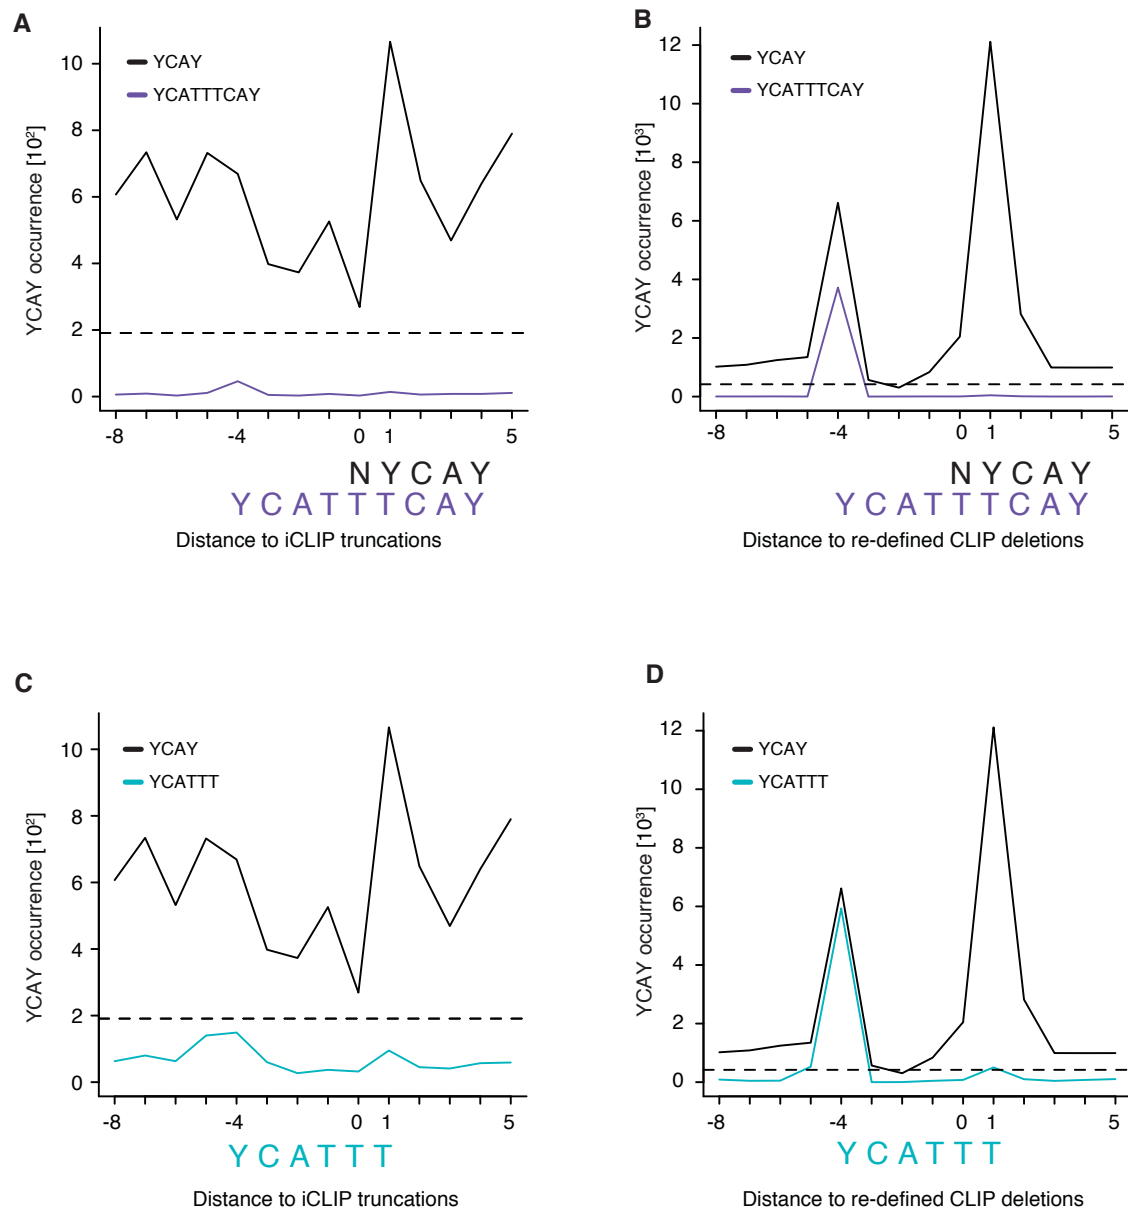 A
YCAY occurrence [10²]
10
8
6
4
2
0
YCAY
YCATTTCAY
-8 -4 0 1 5
N Y C A Y
Y C A T T T C A Y
Distance to iCLIP truncations
B
YCAY occurrence [10³]
12
10
8
6
4
2
0
YCAY
YCATTTCAY
-8 -4 0 1 5
N Y C A Y
Y C A T T T C A Y
Distance to re-defined CLIP deletions
C
YCAY occurrence [10²]
10
8
6
4
2
0
YCAY
YCATTT
-8 -4 0 1 5
Y C A T T T
Distance to iCLIP truncations
D
YCAY occurrence [10³]
12
10
8
6
4
2
0
YCAY
YCATTT
-8 -4 0 1 5
Y C A T T T
Distance to re-defined CLIP deletions